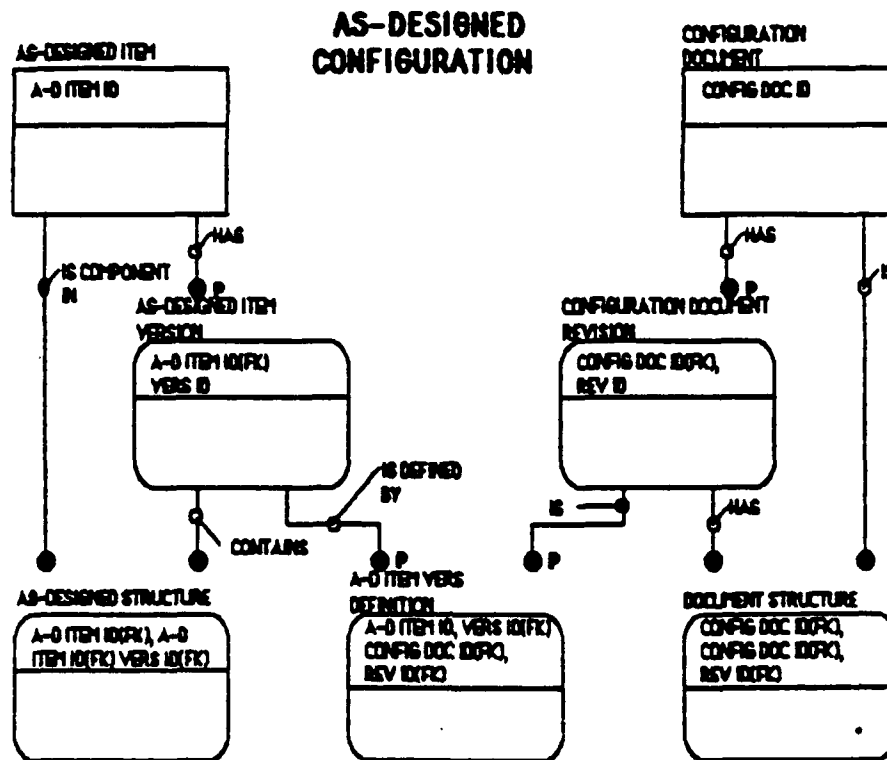 AS-DESIGNED
CONFIGURATION
AS-DESIGNED ITEM
A-D ITEM ID
CONFIGURATION
DOCUMENT
CONFIG DOC ID
HAS
IS COMPONENT
IN
P
HAS
P
IS
AS-DESIGNED ITEM
VERSION
A-D ITEM ID(FK)
VERS ID
CONFIGURATION DOCUMENT
REVISION
CONFIG DOC ID(FK),
REV ID
IS DEFINED
BY
CONTAINS
P
IS
P
HAS
AS-DESIGNED STRUCTURE
A-D ITEM ID(FK), A-D
ITEM ID(FK) VERS ID(FK)
A-D ITEM VERS
DEFINITION
A-D ITEM ID, VERS ID(FK)
CONFIG DOC ID(FK),
REV ID(FK)
DOCUMENT STRUCTURE
CONFIG DOC ID(FK),
CONFIG DOC ID(FK),
REV ID(FK)